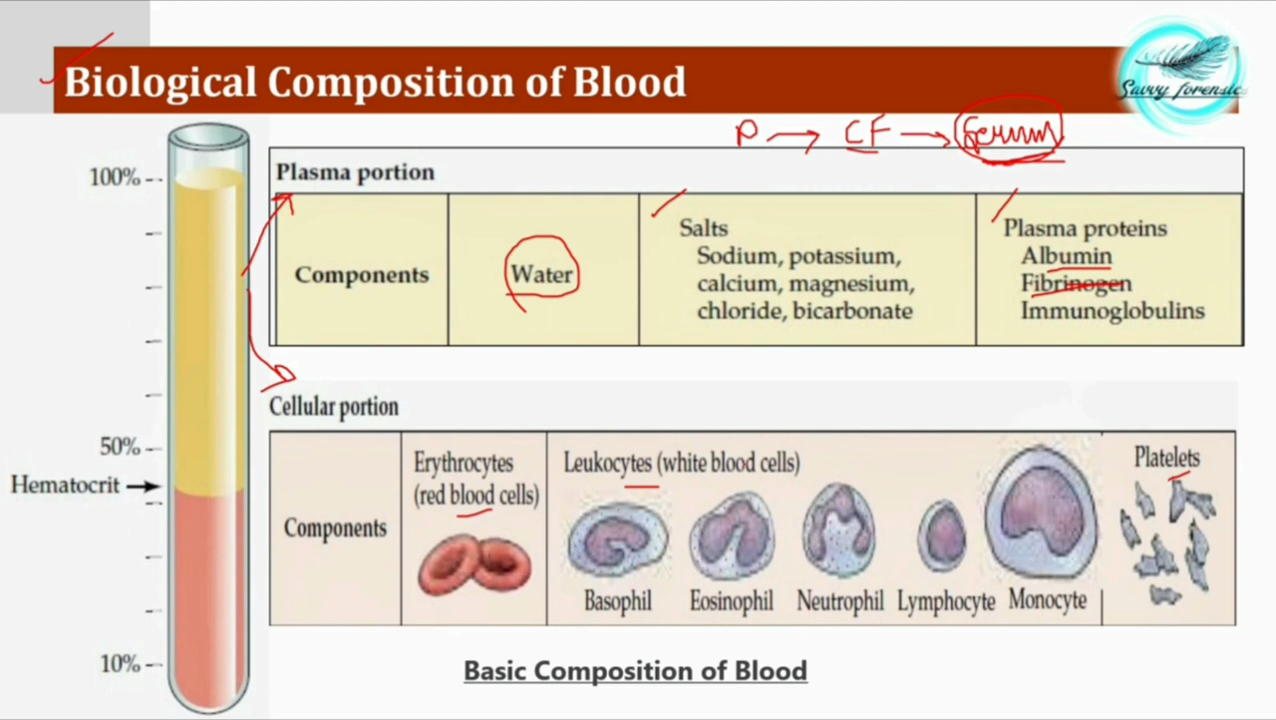 Biological Composition of Blood
Savvy forensics
P → CF → Serum
100%
Plasma portion
Components
Water
Salts
Sodium, potassium,
calcium, magnesium,
chloride, bicarbonate
Plasma proteins
Albumin
Fibrinogen
Immunoglobulins
50%
Hematocrit
10%
Cellular portion
Components
Erythrocytes
(red blood cells)
Leukocytes (white blood cells)
Basophil
Eosinophil
Neutrophil
Lymphocyte
Monocyte
Platelets
Basic Composition of Blood